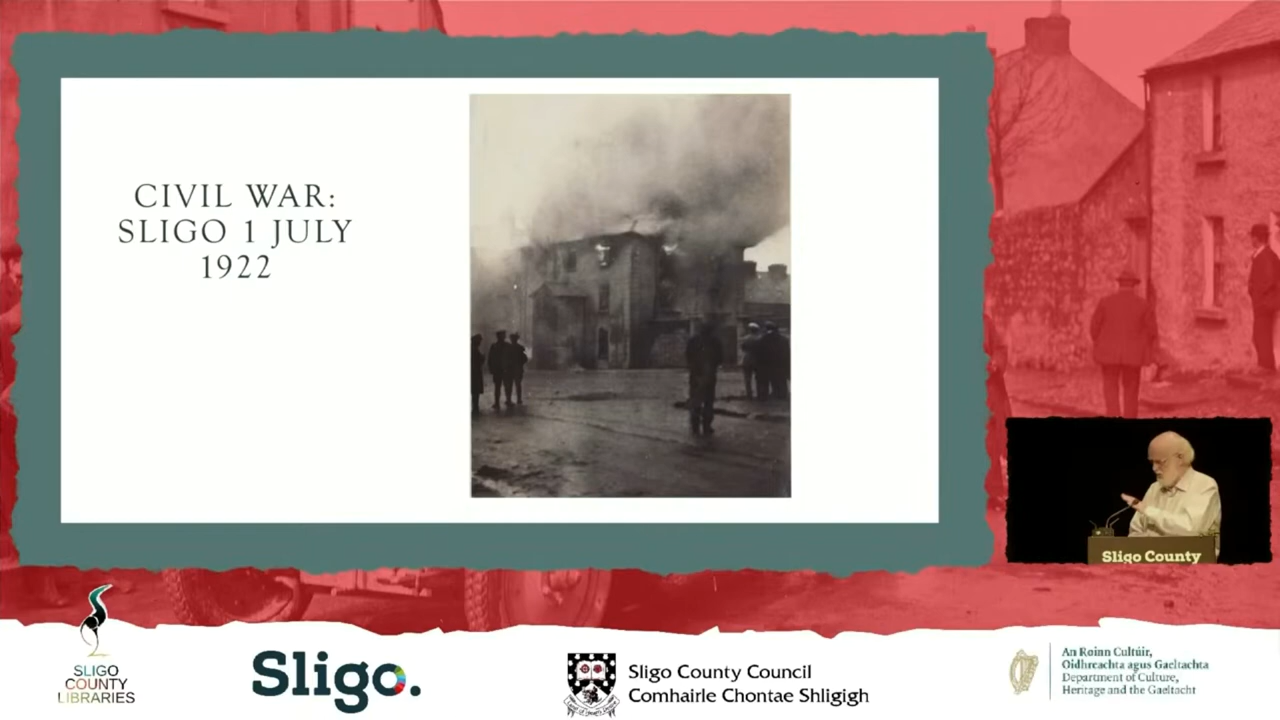 CIVIL WAR:
SLIGO 1 JULY
1922
Sligo County
SLIGO
COUNTY
LIBRARIES
Sligo.
Sligo County Council
Comhairle Chontae Shligigh
An Roinn Cultúir,
Oidhreachta agus Gaeltachta
Department of Culture,
Heritage and the Gaeltacht